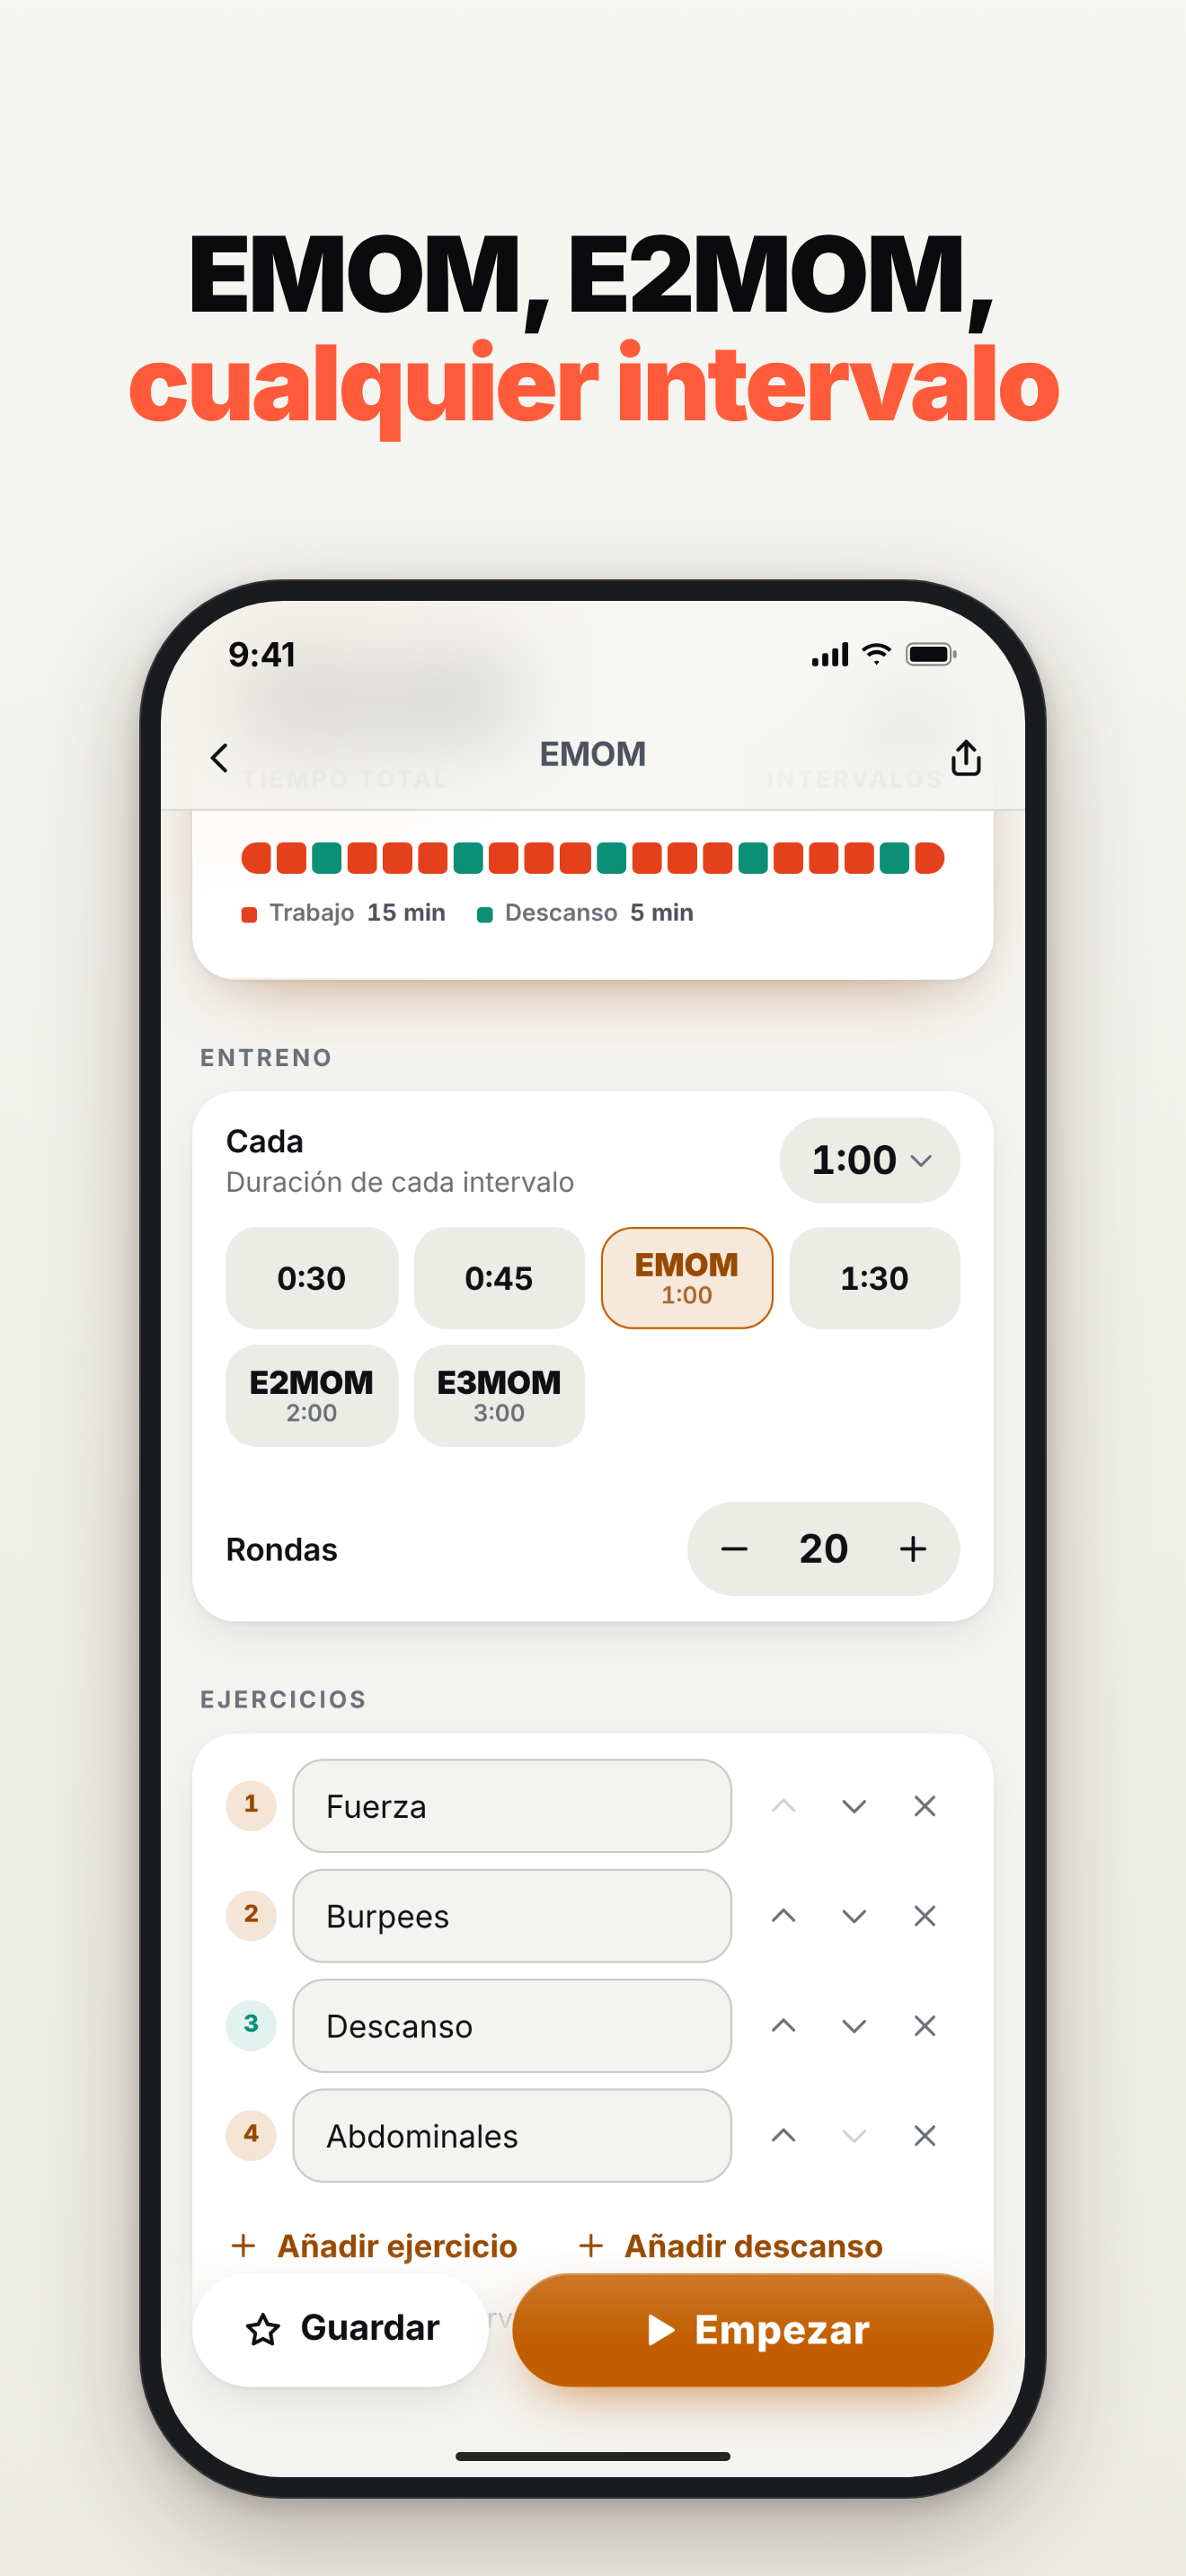 EMOM, E2MOM,
cualquier intervalo
9:41
EMOM
TIEMPO TOTAL INTERVALOS
Trabajo 15 min Descanso 5 min
ENTRENO
Cada
Duración de cada intervalo
1:00
0:30 0:45 EMOM 1:30
1:00
E2MOM E3MOM
2:00 3:00
Rondas 20
EJERCICIOS
1 Fuerza
2 Burpees
3 Descanso
4 Abdominales
+ Añadir ejercicio + Añadir descanso
Guardar Empezar